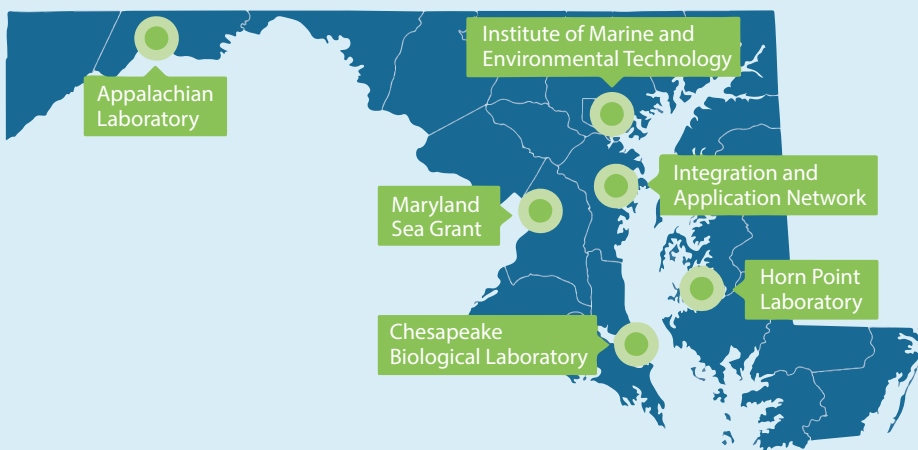 Institute of Marine and
Environmental Technology
Appalachian
Laboratory
Integration and
Application Network
Maryland
Sea Grant
Horn Point
Laboratory
Chesapeake
Biological Laboratory